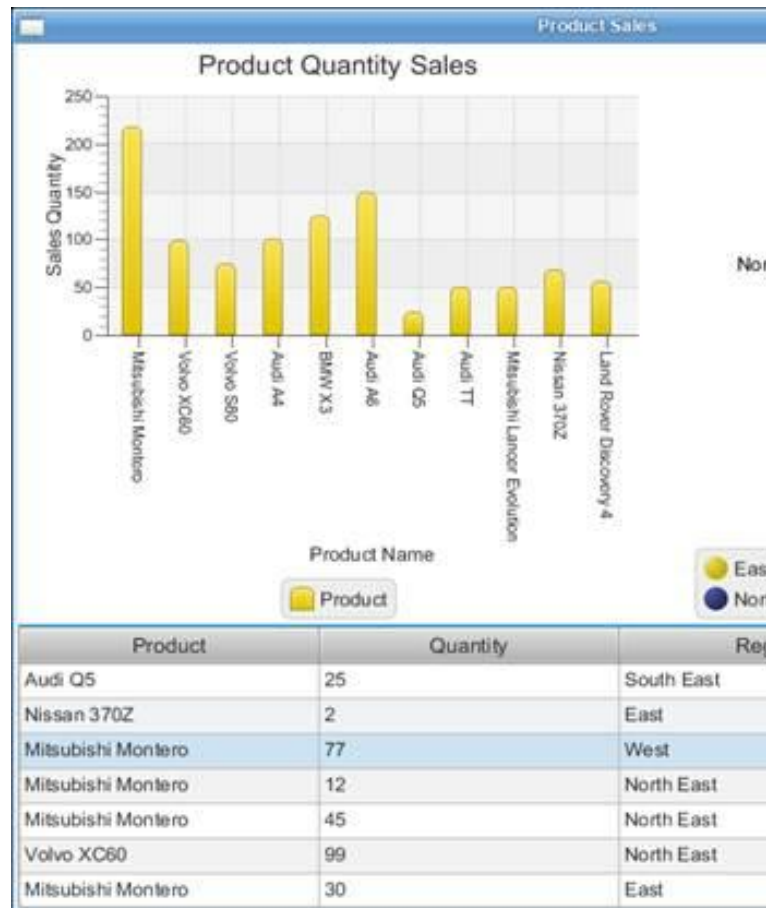 Product Sales
Product Quantity Sales
250
200
150
100
50
0
Sales Quantity
Mitsubishi Montero
Volvo XC60
Volvo S80
Audi A4
BMW X3
Audi A6
Audi Q5
Audi TT
Mitsubishi Lancer Evolution
Nissan 370Z
Land Rover Discovery 4
Product Name
Product
Nor
Eas
Nor
Product Quantity Reg
Audi Q5 25 South East
Nissan 370Z 2 East
Mitsubishi Montero 77 West
Mitsubishi Montero 12 North East
Mitsubishi Montero 45 North East
Volvo XC60 99 North East
Mitsubishi Montero 30 East